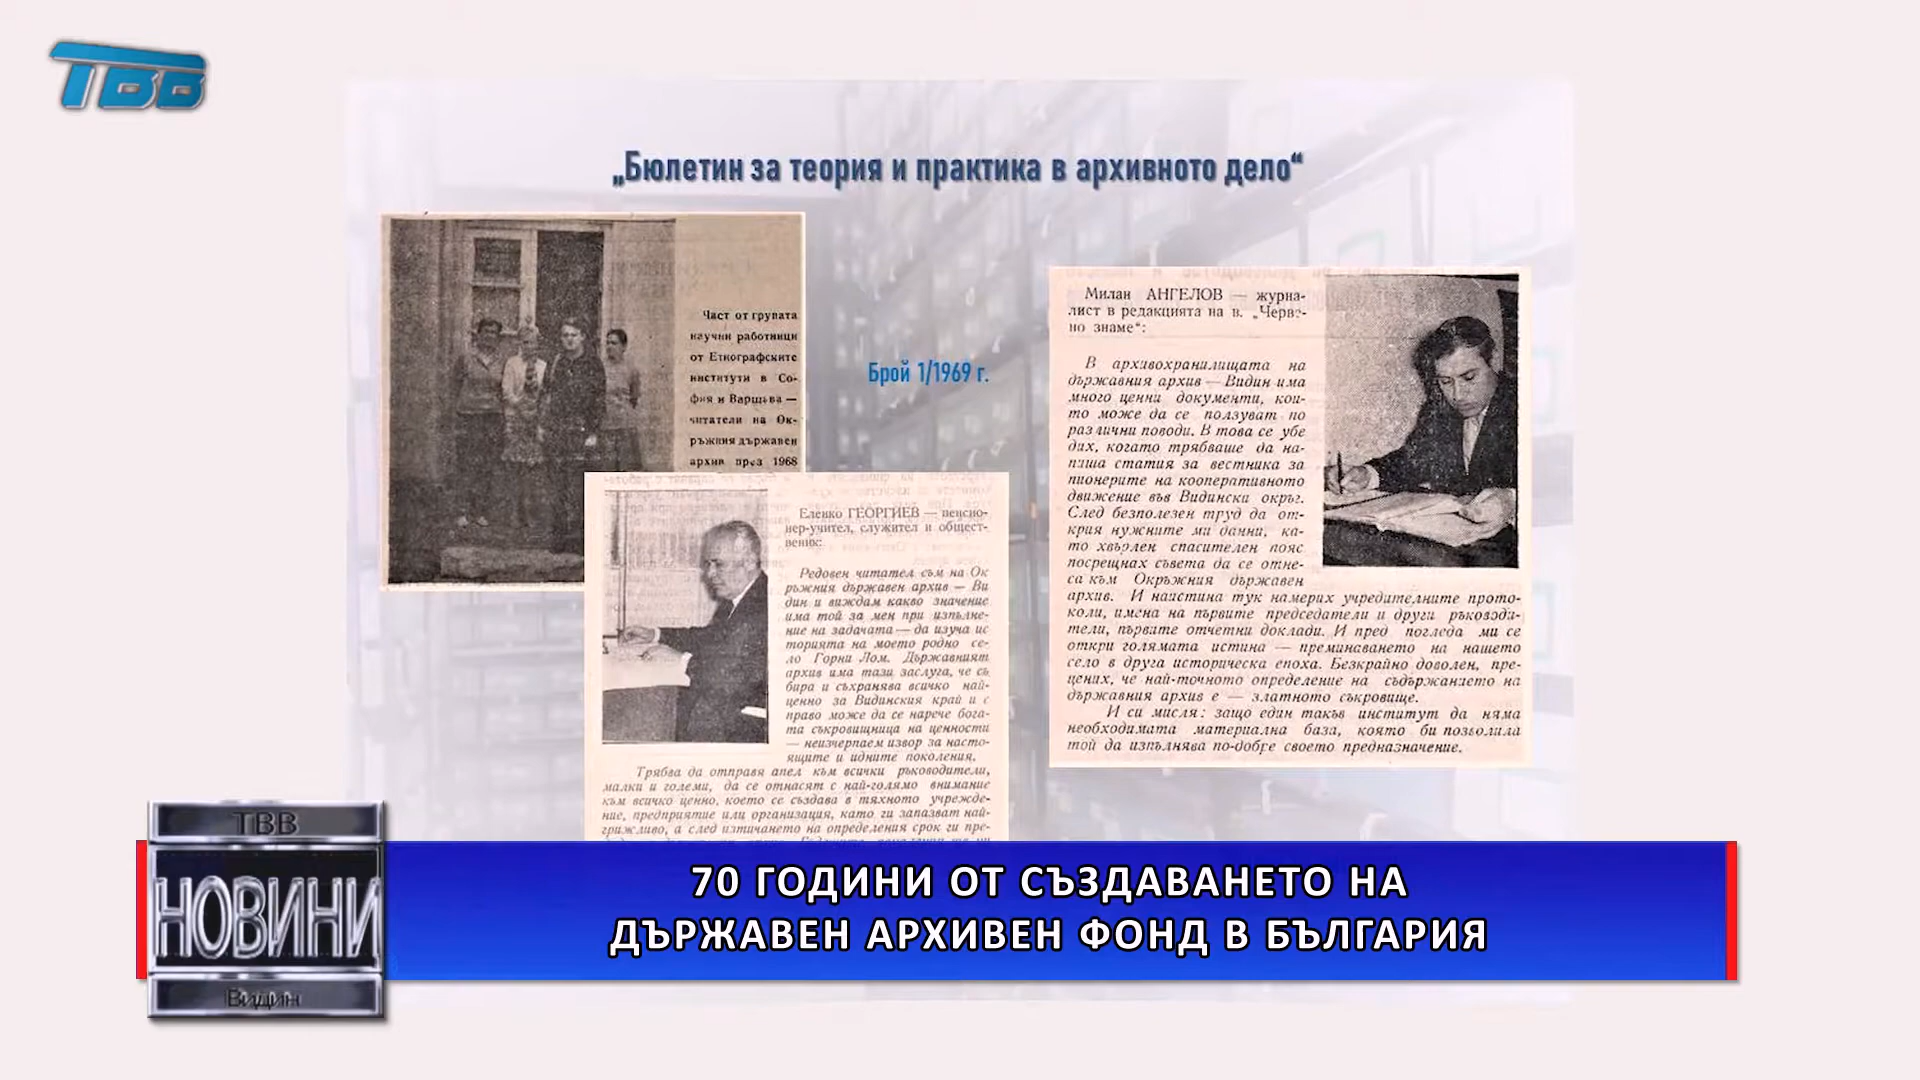 ТВВ
„Бюлетин за теория и практика в архивното дело“
Част от групата
научни работници
от Етнографските
институти в Со-
фия и Варшава —
читатели на Ок-
ръжния държавен
архив през 1968
Брой 1/1969 г.
Еленко ГЕОРГИЕВ — пенсио-
нер-учител, служител и общест-
веник:
Редовен читател съм на Ок
ръжния държавен архив — Ви
дин и виждам какво значение
има той за мен при изпълне-
ние на задачата — да изуча ис
торията на моето родно се-
ло Горни Лом. Държавният
архив има тази заслуга, че съ
бира и съхранява всичко най-
ценно за Видинския край и с
право може да се нарече бога-
та съкровищница на ценности
— неизчерпаем извор за насто-
ящите и идните поколения.
Трябва да отправя апел към всички ръководители,
малки и големи, да се отнасят с най-голямо внимание
към всичко ценно, което се създава в тяхното учрежде-
ние, предприятие или организация, като ги запазват най-
грижливо, а след изтичането на определения срок ги пре-
Милан АНГЕЛОВ — журна-
лист в редакцията на в. „Черве-
но знаме“:
В архивохранилищата на
държавния архив — Видин има
много ценни документи, кои-
то може да се ползуват по
различни поводи. В това се убе
дих, когато трябваше да на-
пиша статия за вестника за
пионерите на кооперативното
движение във Видински окръг.
След безполезен труд да от-
крия нужните ми данни, ка-
то хвърлен спасителен пояс
посрещнах съвета да се отне-
са към Окръжния държавен
архив. И наистина тук намерих учредителните прото-
коли, имена на първите председатели и други ръководи-
тели, първите отчетни доклади. И пред погледа ми се
откри голямата истина — преминаването на нашето
село в друга историческа епоха. Безкрайно доволен, пре-
цених, че най-точното определение на съдържанието на
държавния архив е — златното съкровище.
И си мисля: защо един такъв институт да няма
необходимата материална база, която би позволила
той да изпълнява по-добре своето предназначение.
ТВВ
НОВИНИ
Видин
70 ГОДИНИ ОТ СЪЗДАВАНЕТО НА
ДЪРЖАВЕН АРХИВЕН ФОНД В БЪЛГАРИЯ